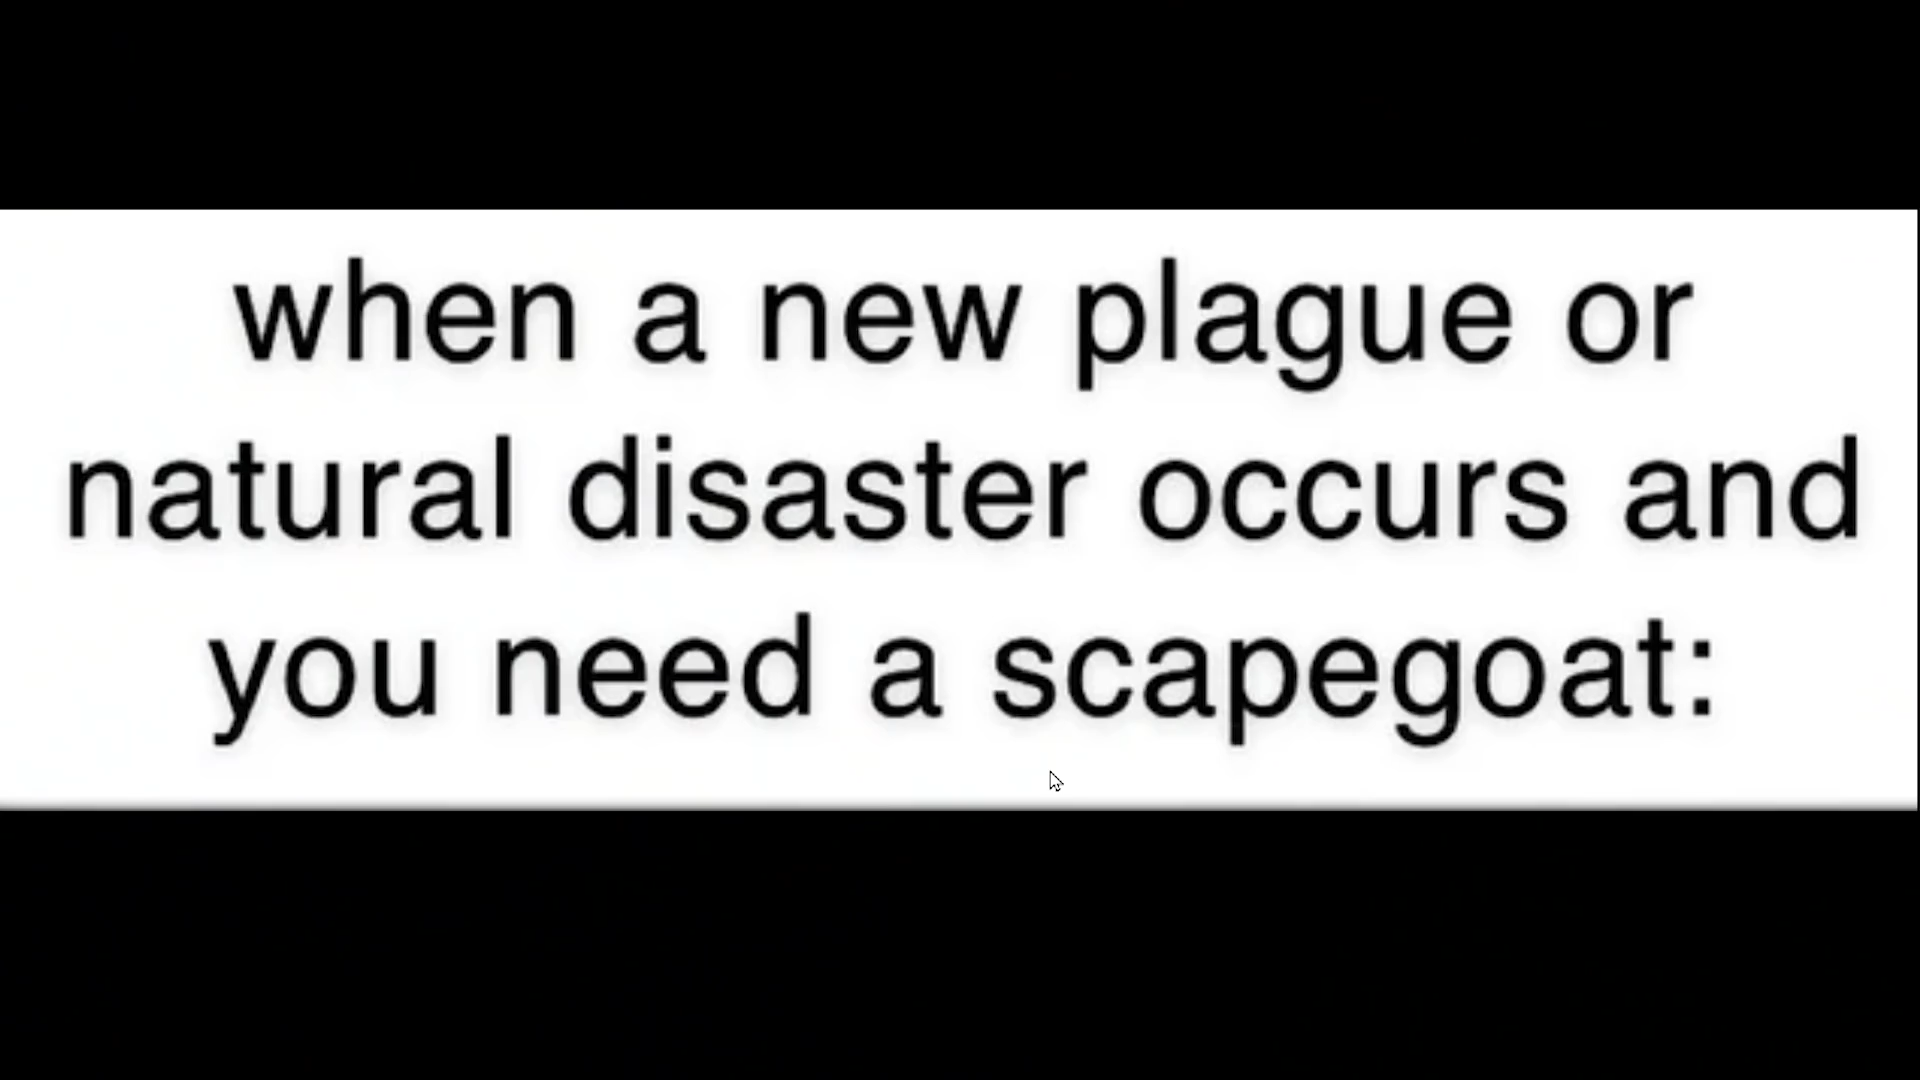 when a new plague or
natural disaster occurs and
you need a scapegoat: